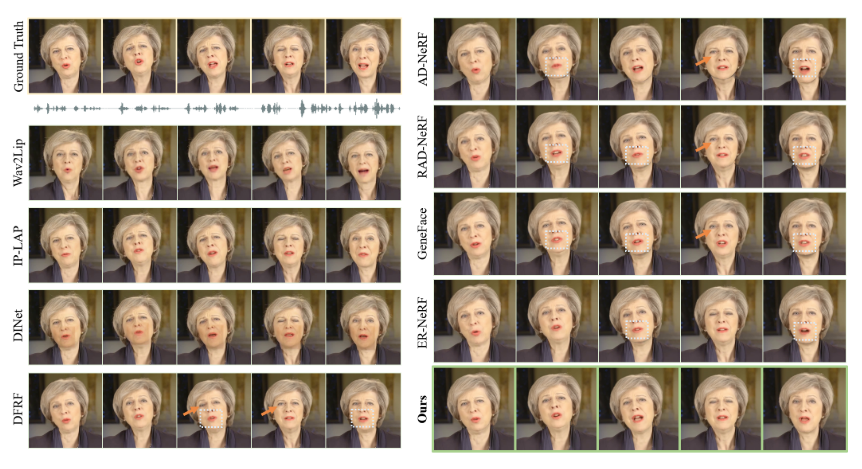 Ground Truth
Wav2Lip
IP-LAP
DINet
DFRF
AD-NeRF
RAD-NeRF
GeneFace
ER-NeRF
Ours